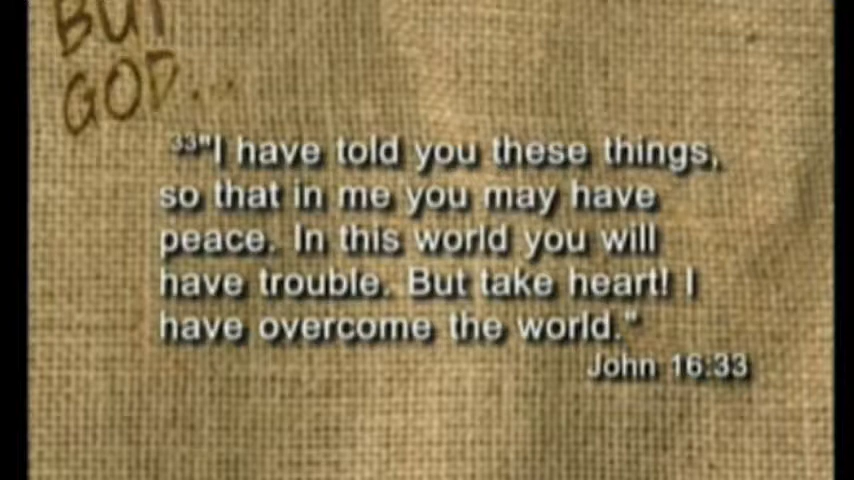 BUT
GOD...
³³"I have told you these things,
so that in me you may have
peace. In this world you will
have trouble. But take heart! I
have overcome the world."
John 16:33